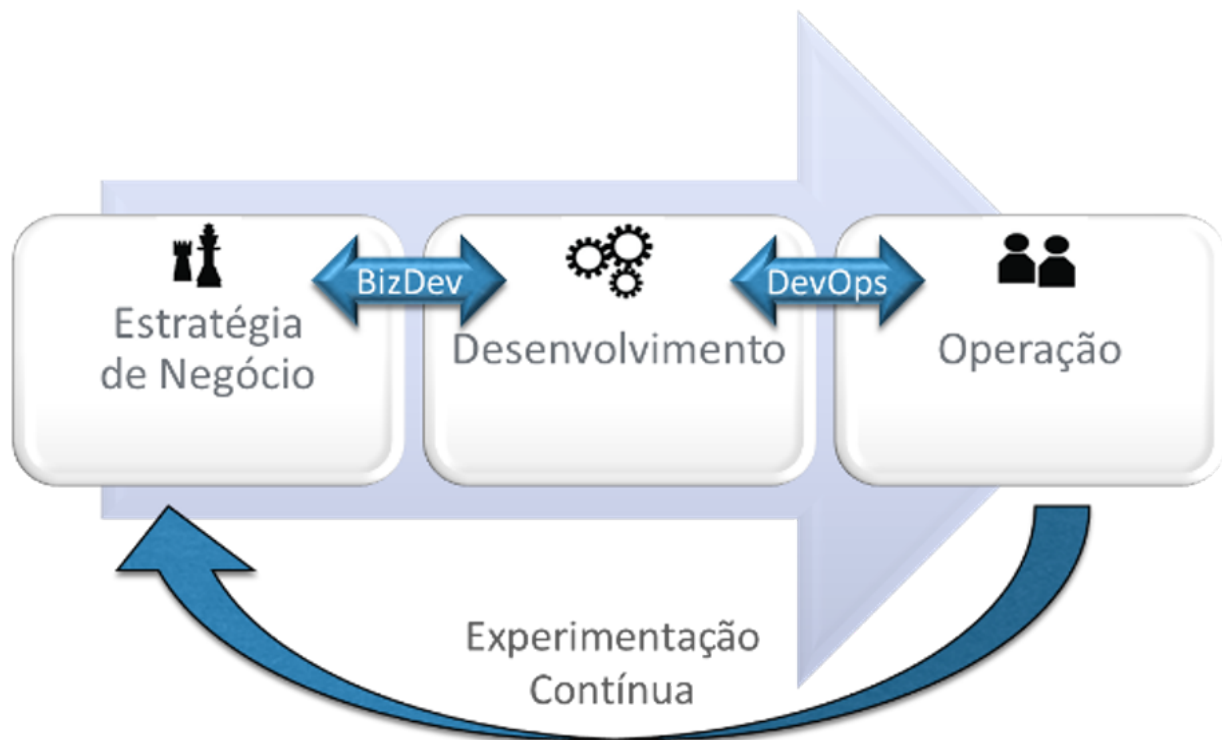 Estratégia
de Negócio
BizDev
Desenvolvimento
DevOps
Operação
Experimentação
Contínua